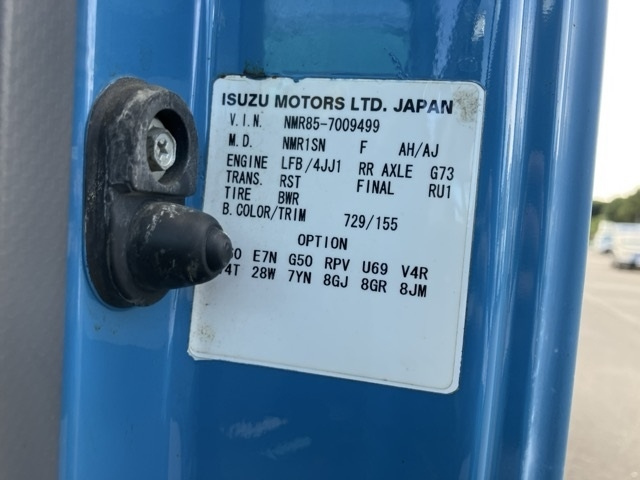 ISUZU MOTORS LTD. JAPAN
V.I.N. NMR85-7009499
M.D. NMR1SN F AH/AJ
ENGINE LFB/4JJ1 RR AXLE G73
TRANS. RST FINAL RU1
TIRE BWR
B.COLOR/TRIM 729/155
OPTION
E7N G50 RPV U69 V4R
28W 7YN 8GJ 8GR 8JM